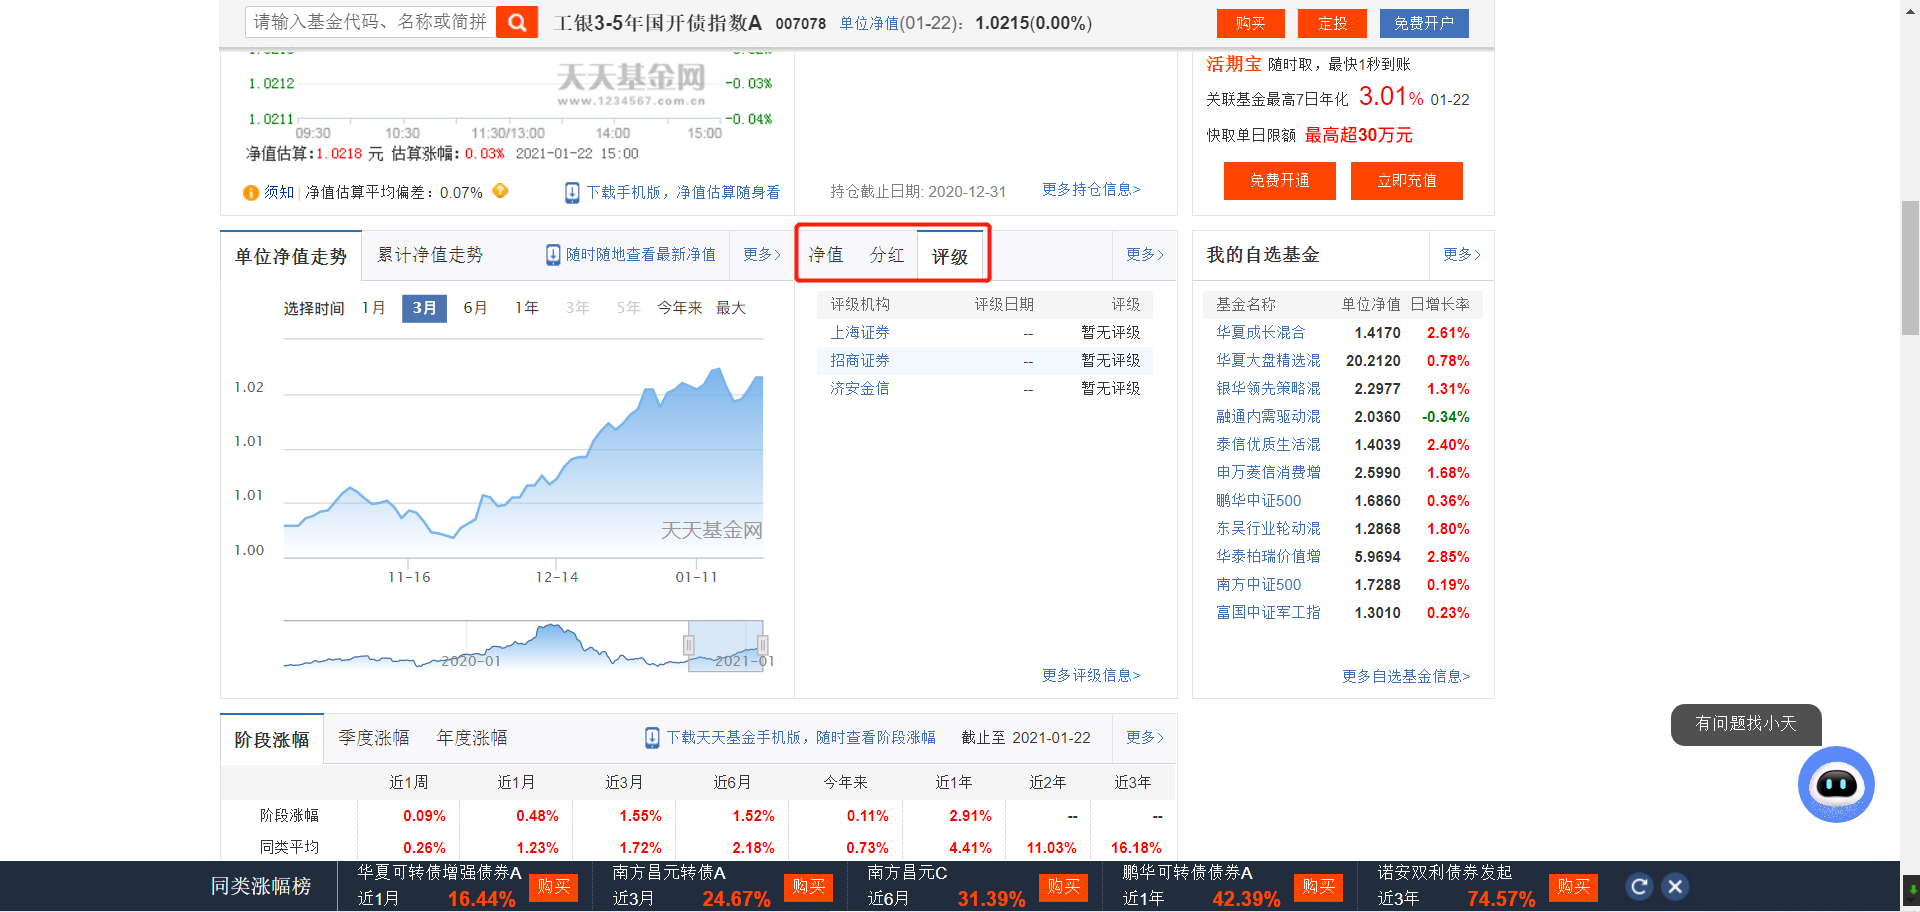 请输入基金代码、名称或简拼
工银3-5年国开债指数A 007078 单位净值(01-22)： 1.0215(0.00%)
购买 定投 免费开户
1.0212 -0.03%
天天基金网
www.1234567.com.cn
1.0211 -0.04%
09:30 10:30 11:30/13:00 14:00 15:00
净值估算:1.0218 元 估算涨幅: 0.03% 2021-01-22 15:00
须知 | 净值估算平均偏差：0.07% ?
下载手机版，净值估算随身看
持仓截止日期: 2020-12-31 更多持仓信息>
活期宝 随时取，最快1秒到账
关联基金最高7日年化 3.01% 01-22
快取单日限额 最高超30万元
免费开通 立即充值
单位净值走势 累计净值走势 随时随地查看最新净值 更多>
选择时间 1月 3月 6月 1年 3年 5年 今年来 最大
1.02
1.01
1.01
1.00
天天基金网
11-16 12-14 01-11
2020-01 2021-01
净值 分红 评级 更多>
评级机构 评级日期 评级
上海证券 -- 暂无评级
招商证券 -- 暂无评级
济安金信 -- 暂无评级
更多评级信息>
我的自选基金 更多>
基金名称 单位净值 日增长率
华夏成长混合 1.4170 2.61%
华夏大盘精选混 20.2120 0.78%
银华领先策略混 2.2977 1.31%
融通内需驱动混 2.0360 -0.34%
泰信优质生活混 1.4039 2.40%
申万菱信消费增 2.5990 1.68%
鹏华中证500 1.6860 0.36%
东吴行业轮动混 1.2868 1.80%
华泰柏瑞价值增 5.9694 2.85%
南方中证500 1.7288 0.19%
富国中证军工指 1.3010 0.23%
更多自选基金信息>
阶段涨幅 季度涨幅 年度涨幅 下载天天基金手机版，随时查看阶段涨幅 截止至 2021-01-22 更多>
近1周 近1月 近3月 近6月 今年来 近1年 近2年 近3年
阶段涨幅 0.09% 0.48% 1.55% 1.52% 0.11% 2.91% -- --
同类平均 0.26% 1.23% 1.72% 2.18% 0.73% 4.41% 11.03% 16.18%
有问题找小天
同类涨幅榜
华夏可转债增强债券A
近1月 16.44% 购买
南方昌元转债A
近3月 24.67% 购买
南方昌元C
近6月 31.39% 购买
鹏华可转债债券A
近1年 42.39% 购买
诺安双利债券发起
近3年 74.57% 购买